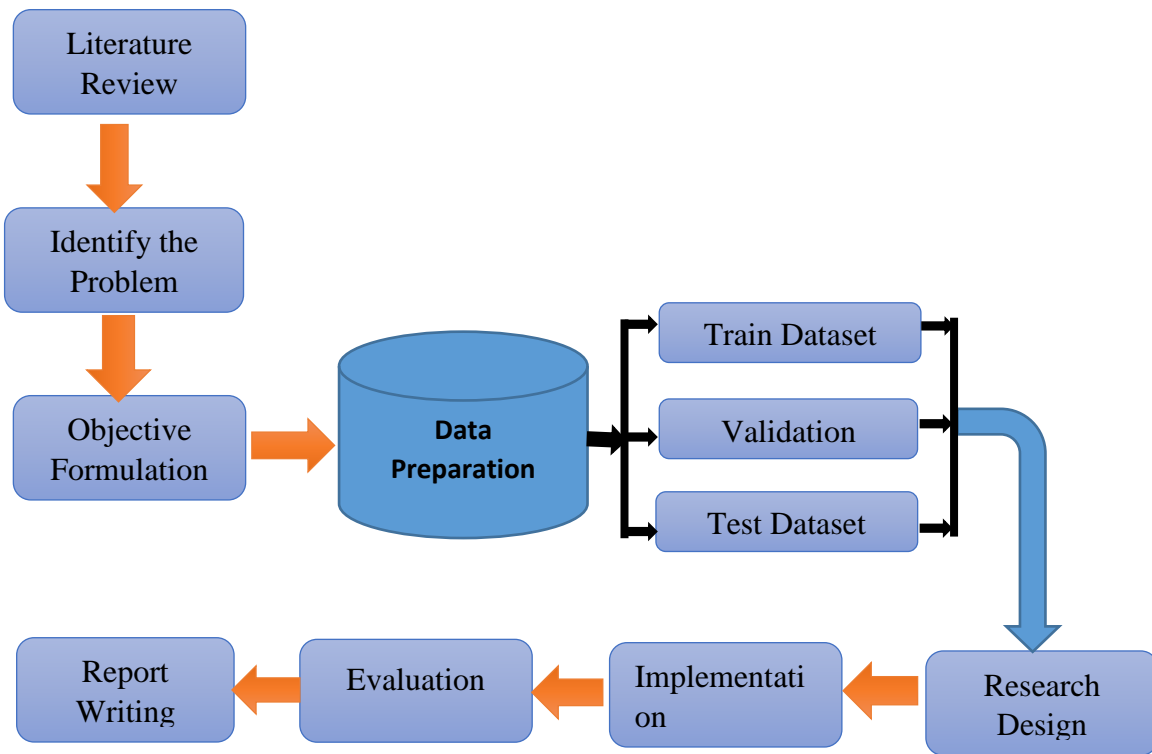 Literature
Review
Identify the
Problem
Objective
Formulation
Data
Preparation
Train Dataset
Validation
Test Dataset
Research
Design
Implementati
on
Evaluation
Report
Writing